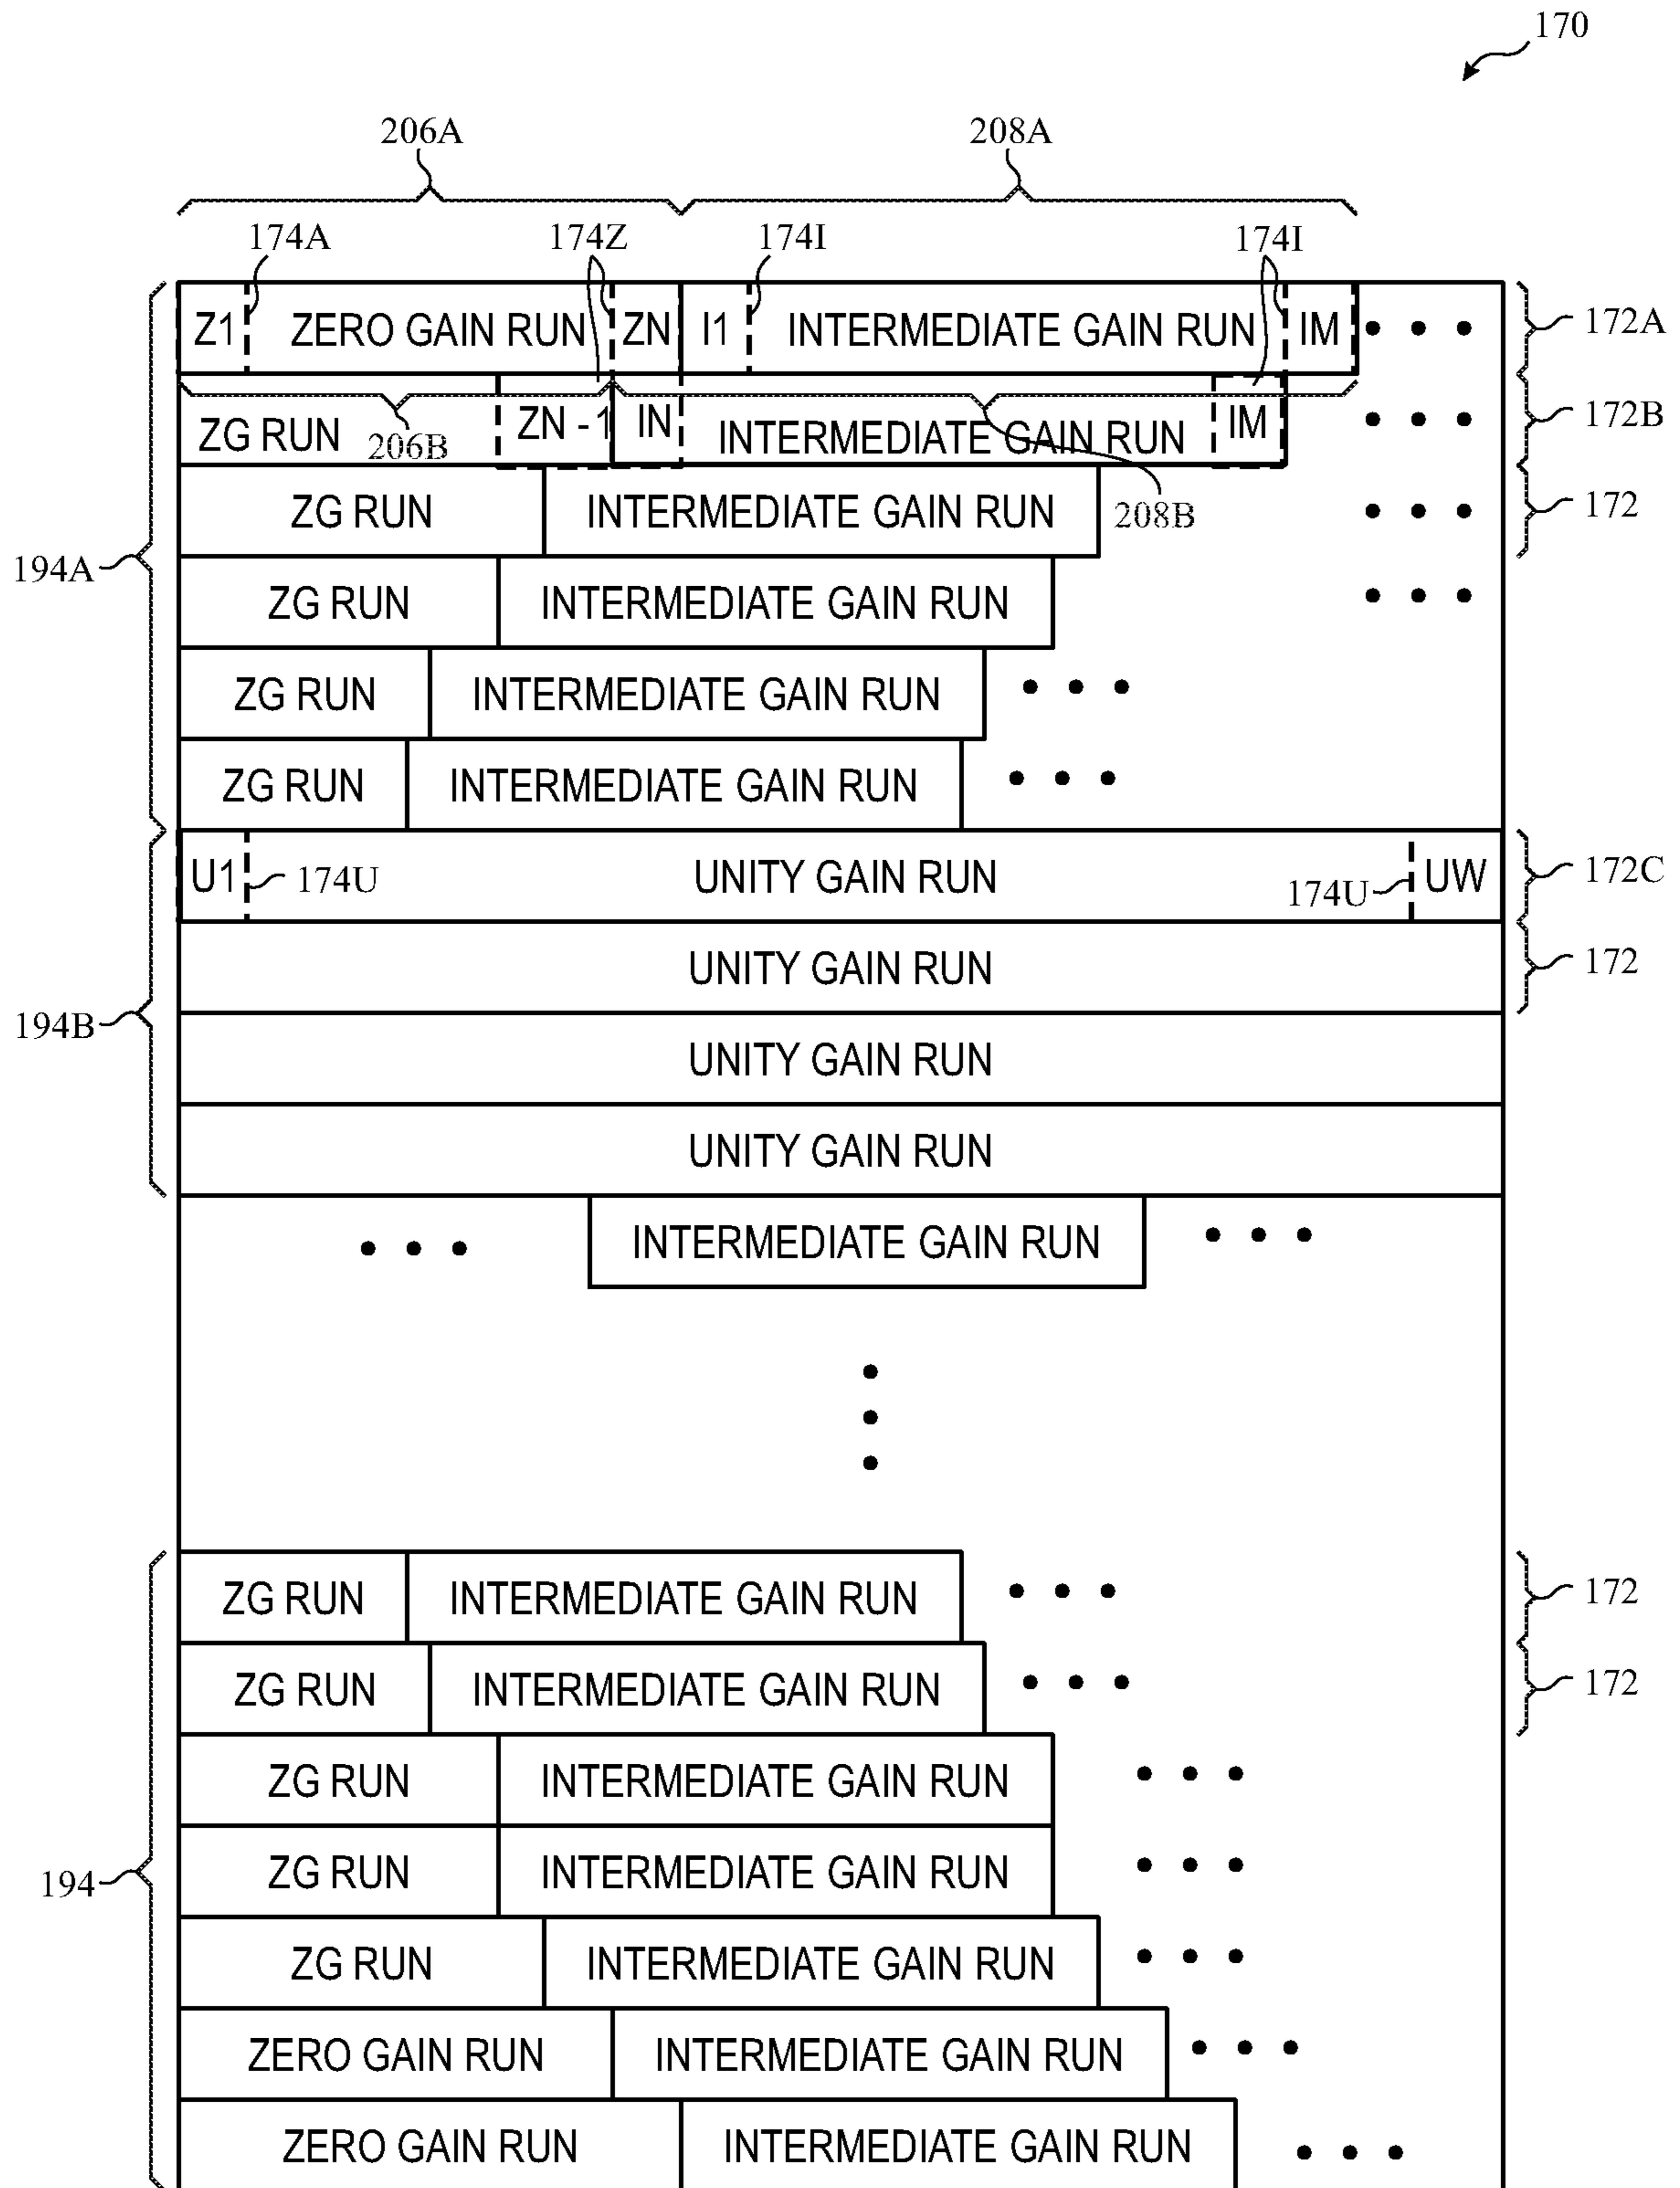 170
206A 208A
174A 174Z 174I 174I
Z1 ZERO GAIN RUN ZN I1 INTERMEDIATE GAIN RUN IM 172A
ZG RUN 206B ZN -1 IN INTERMEDIATE GAIN RUN IM 172B
ZG RUN INTERMEDIATE GAIN RUN 208B 172
194A
ZG RUN INTERMEDIATE GAIN RUN
ZG RUN INTERMEDIATE GAIN RUN
ZG RUN INTERMEDIATE GAIN RUN
U1 174U UNITY GAIN RUN 174U UW 172C
UNITY GAIN RUN 172
194B UNITY GAIN RUN
UNITY GAIN RUN
INTERMEDIATE GAIN RUN
ZG RUN INTERMEDIATE GAIN RUN 172
ZG RUN INTERMEDIATE GAIN RUN 172
ZG RUN INTERMEDIATE GAIN RUN
194 ZG RUN INTERMEDIATE GAIN RUN
ZG RUN INTERMEDIATE GAIN RUN
ZERO GAIN RUN INTERMEDIATE GAIN RUN
ZERO GAIN RUN INTERMEDIATE GAIN RUN